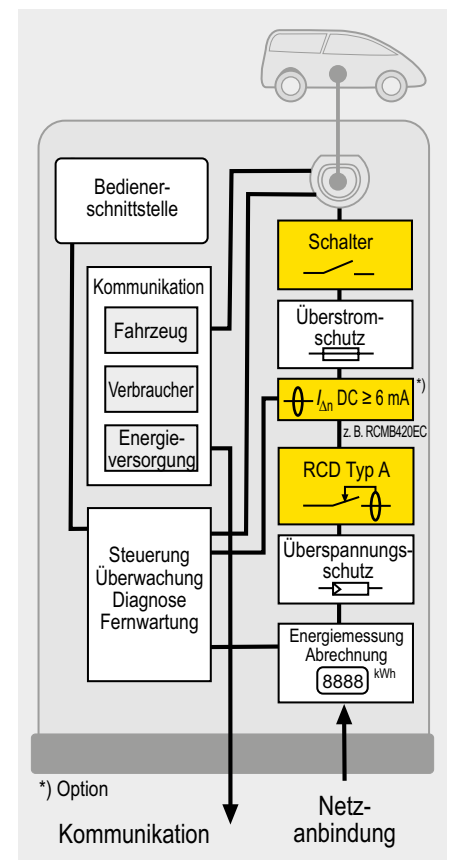 Bediener-
schnittstelle
Kommunikation
Fahrzeug
Verbraucher
Energie-
versorgung
Steuerung
Überwachung
Diagnose
Fernwartung
Schalter
Überstrom-
schutz
I∆n DC ≥ 6 mA *)
z. B. RCMB420EC
RCD Typ A
Überspannungs-
schutz
Energiemessung
Abrechnung
8888 kWh
*) Option
Kommunikation
Netz-
anbindung